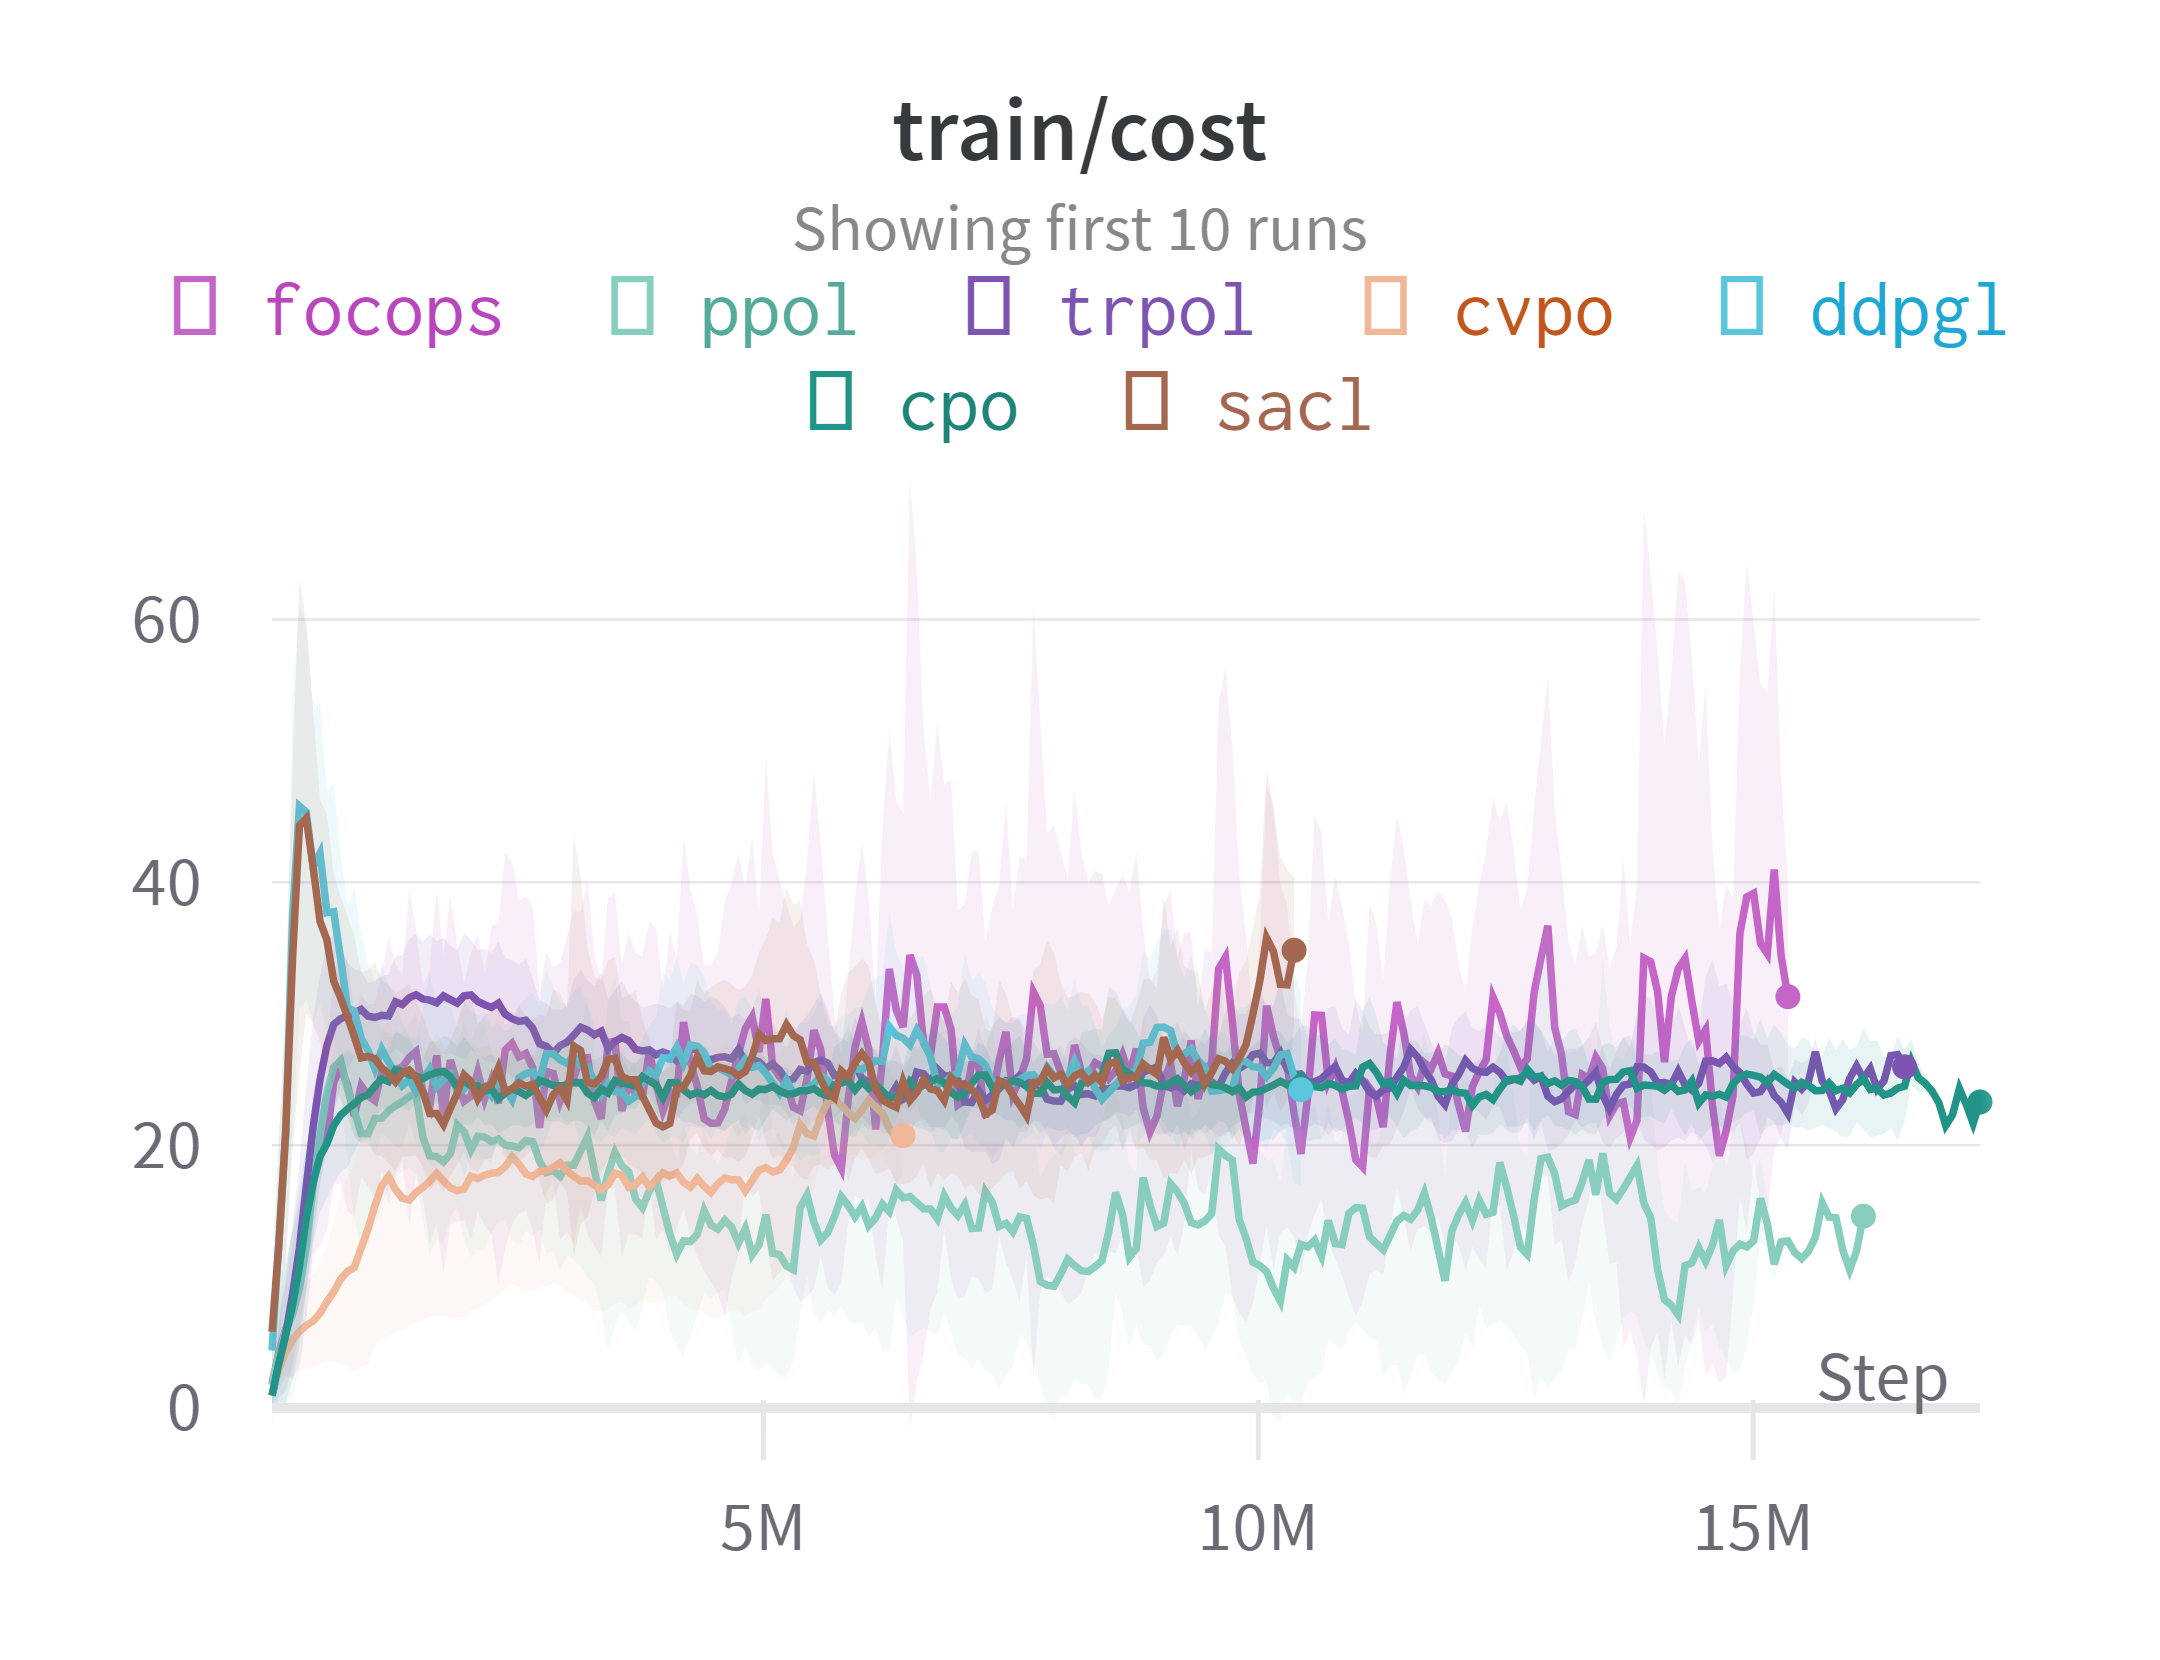 train/cost
Showing first 10 runs
focops ppol trpol cvpo ddpgl
cpo sacl
60
40
20
0
Step
5M 10M 15M